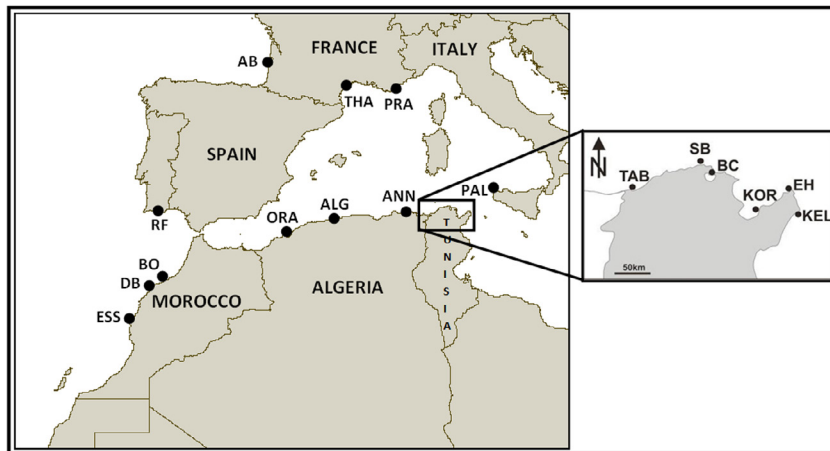 FRANCE
ITALY
AB
THA
PRA
SPAIN
SB
N
BC
TAB
EH
PAL
ANN
ALG
KOR
KEL
RF
ORA
TUNISIA
BO
50km
DB
MOROCCO
ALGERIA
ESS